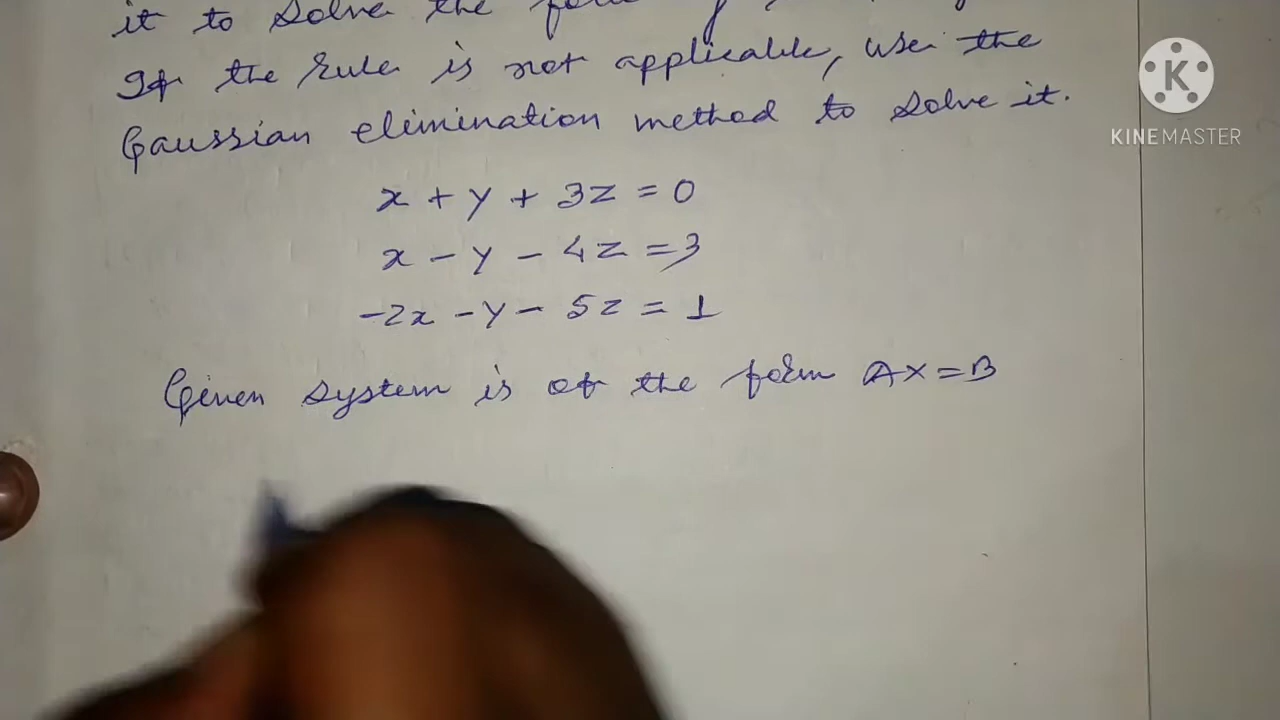 it to solve the
If the rule is not applicable, use the
Gaussian elimination method to solve it.
x + y + 3z = 0
x - y - 4z = 3
-2x - y - 5z = 1
Given system is of the form AX = B
K
KINEMASTER